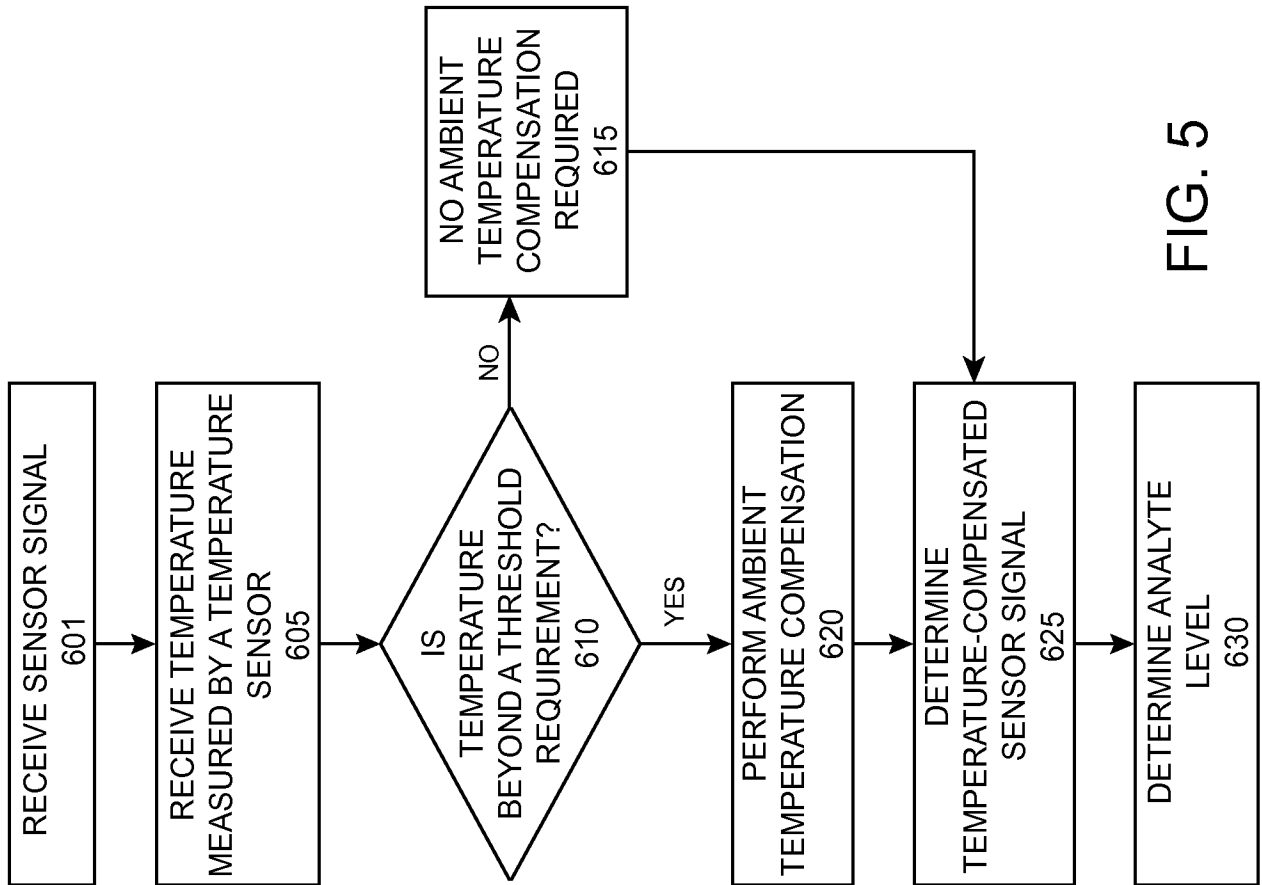 RECEIVE SENSOR SIGNAL
601
RECEIVE TEMPERATURE
MEASURED BY A TEMPERATURE
SENSOR
605
IS
TEMPERATURE
BEYOND A THRESHOLD
REQUIREMENT?
610
NO
NO AMBIENT
TEMPERATURE
COMPENSATION
REQUIRED
615
YES
PERFORM AMBIENT
TEMPERATURE COMPENSATION
620
DETERMINE
TEMPERATURE-COMPENSATED
SENSOR SIGNAL
625
DETERMINE ANALYTE
LEVEL
630
FIG. 5